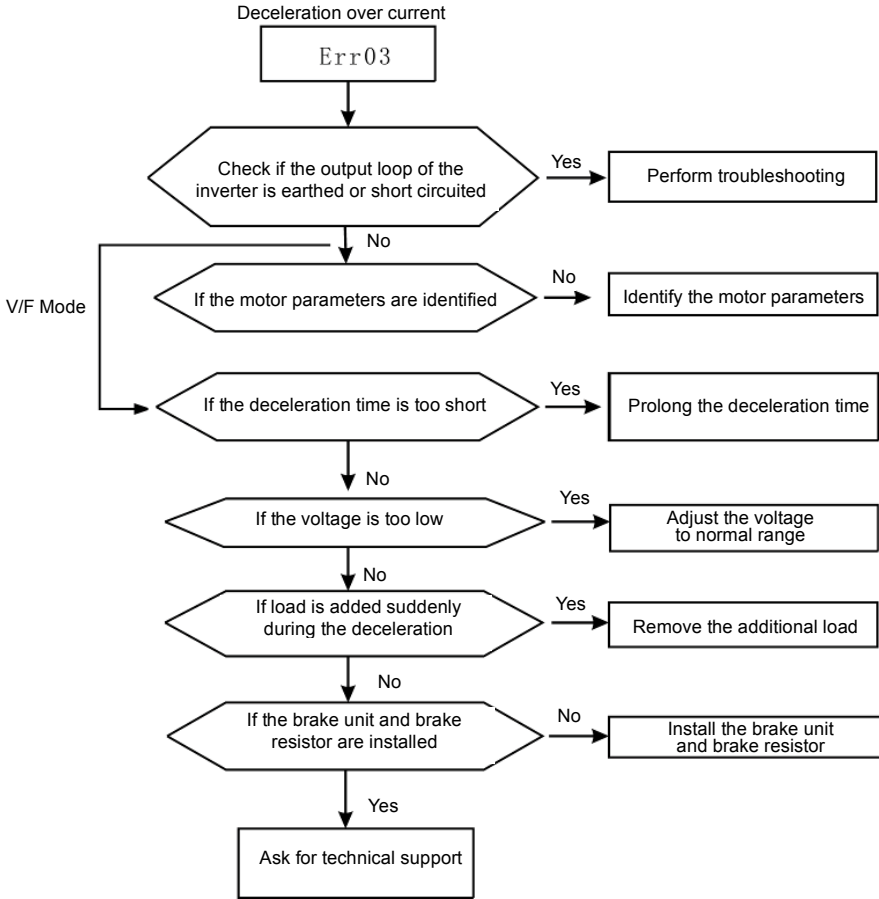 Deceleration over current
Err03
Check if the output loop of the
inverter is earthed or short circuited
Yes
Perform troubleshooting
No
V/F Mode
If the motor parameters are identified
No
Identify the motor parameters
If the deceleration time is too short
Yes
Prolong the deceleration time
No
If the voltage is too low
Yes
Adjust the voltage
to normal range
No
If load is added suddenly
during the deceleration
Yes
Remove the additional load
No
If the brake unit and brake
resistor are installed
No
Install the brake unit
and brake resistor
Yes
Ask for technical support